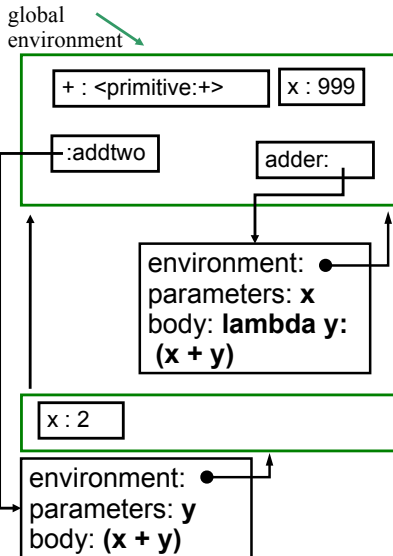 global
environment
+ : <primitive:+>
x : 999
:addtwo
adder:
environment:
parameters: x
body: lambda y:
(x + y)
x : 2
environment:
parameters: y
body: (x + y)